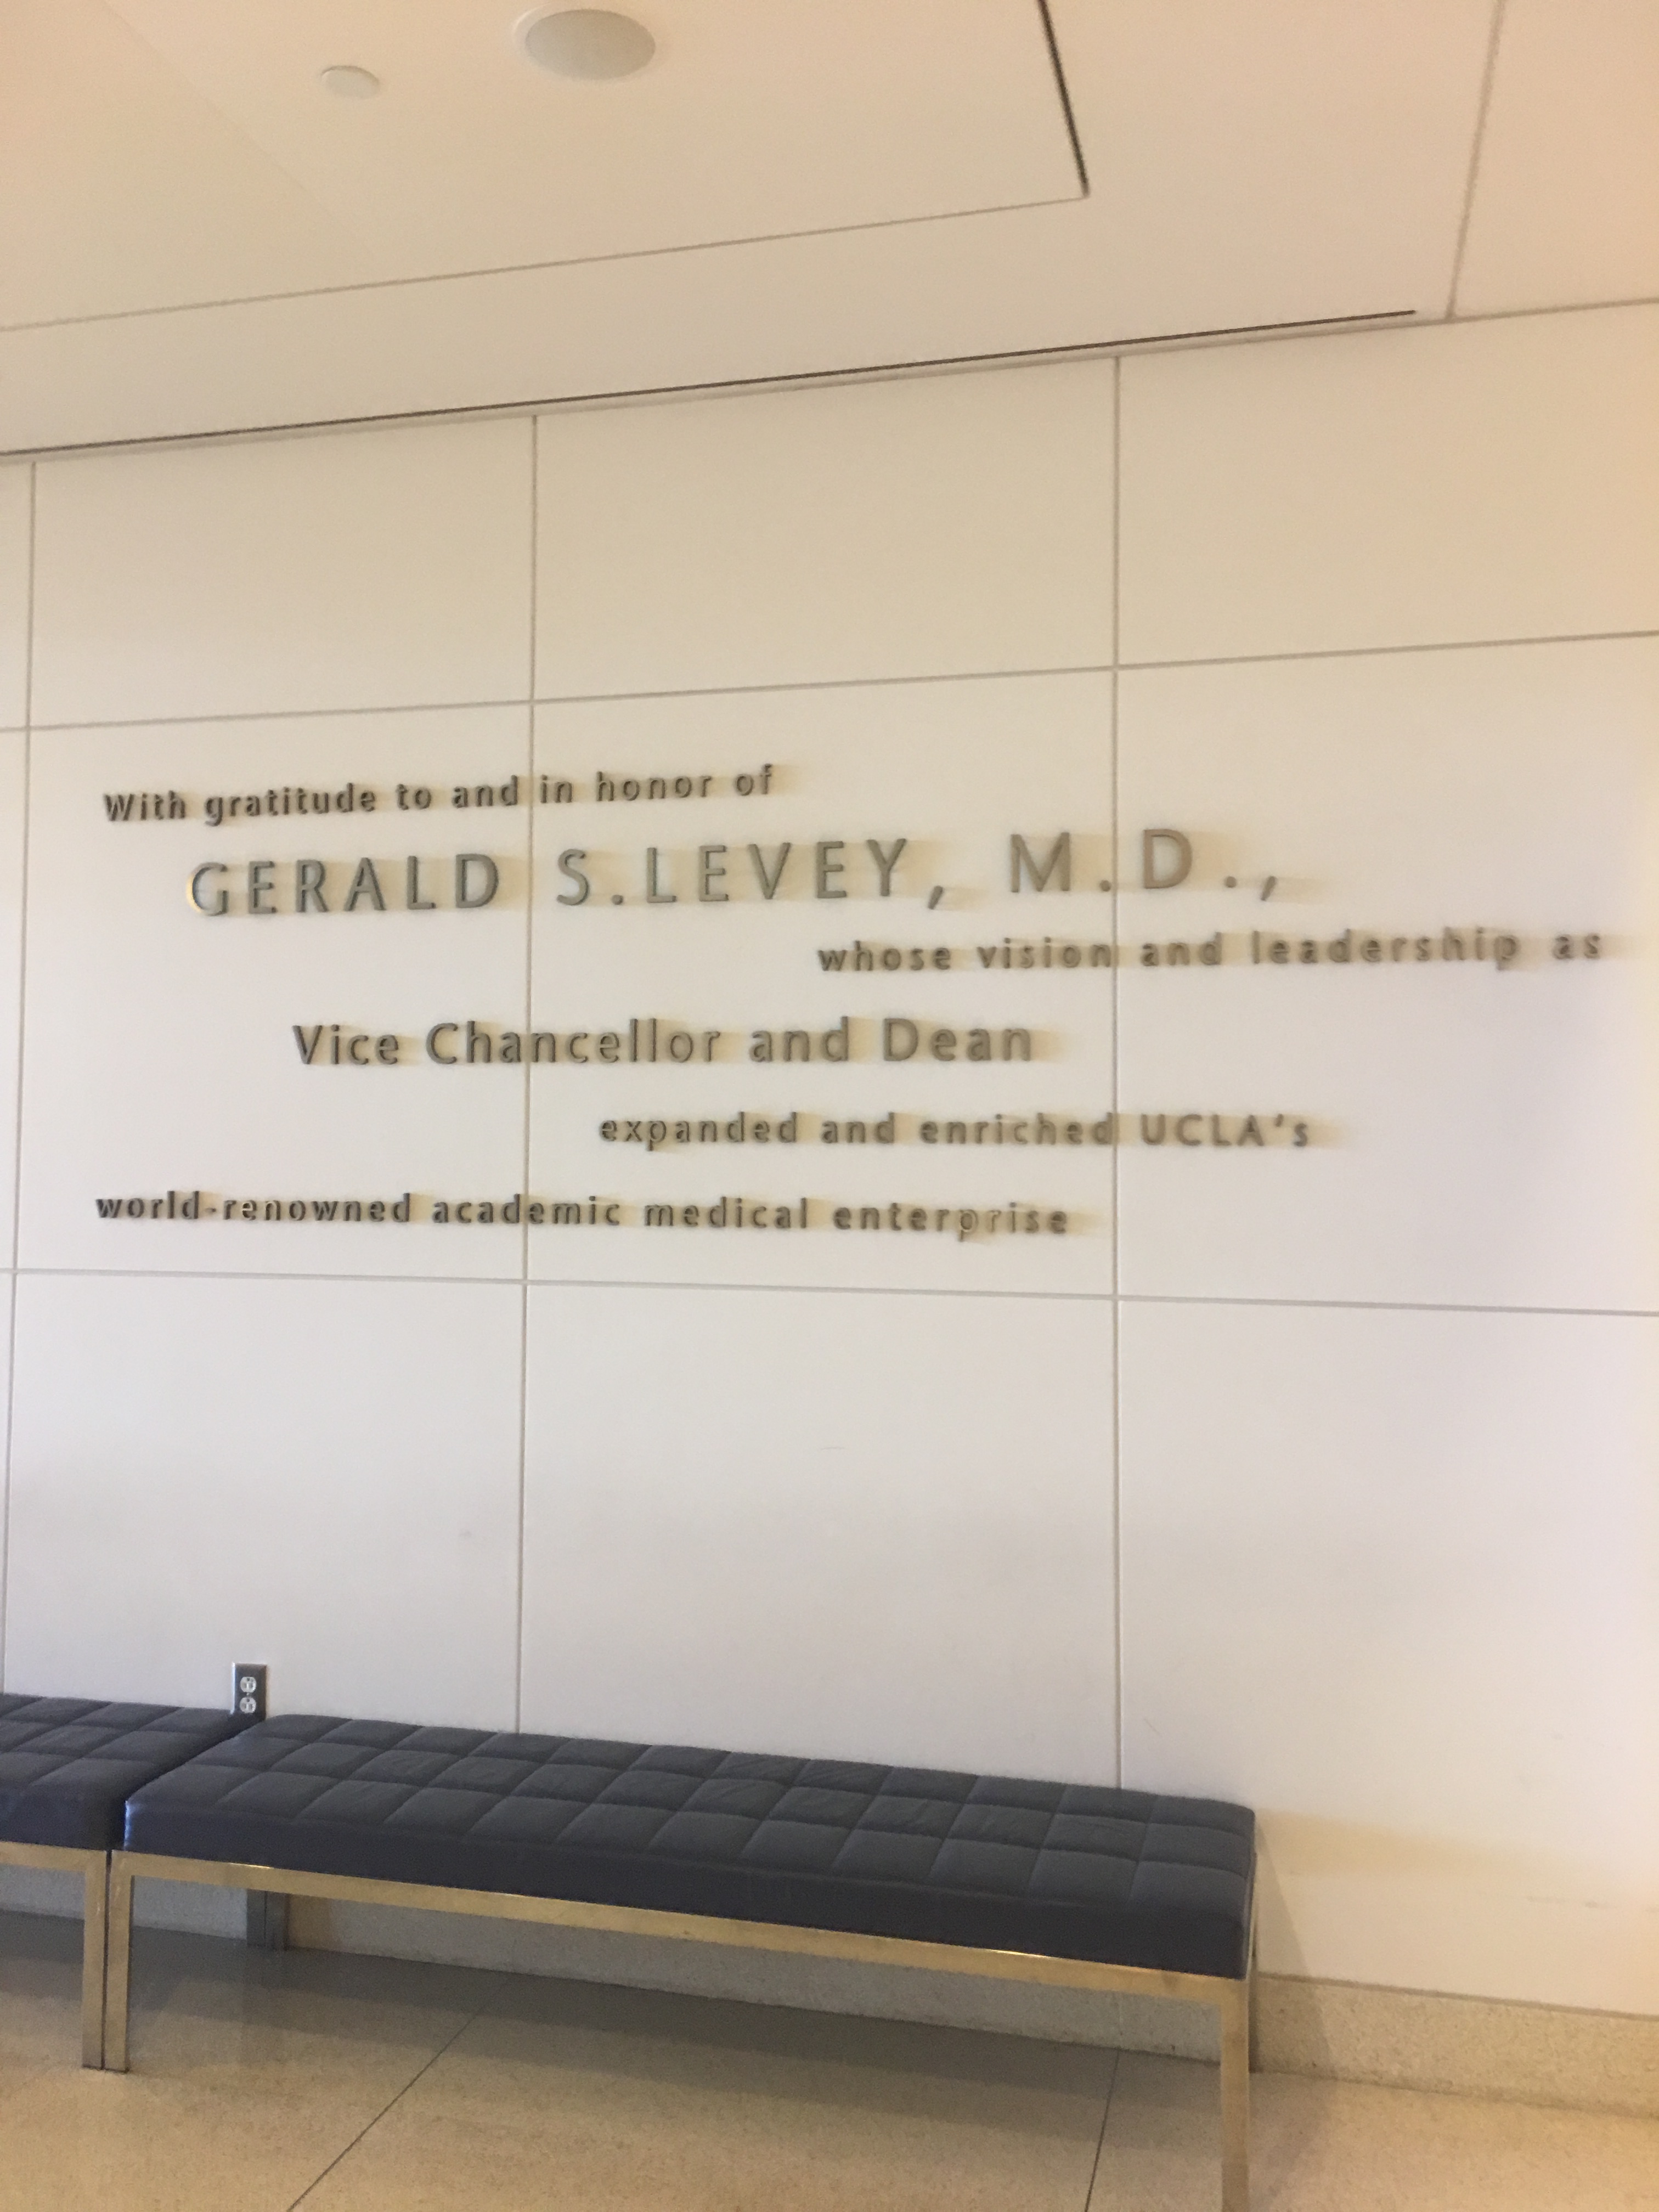 With gratitude to and in honor of
GERALD S.LEVEY, M.D.,
whose vision and leadership as
Vice Chancellor and Dean
expanded and enriched UCLA's
world-renowned academic medical enterprise